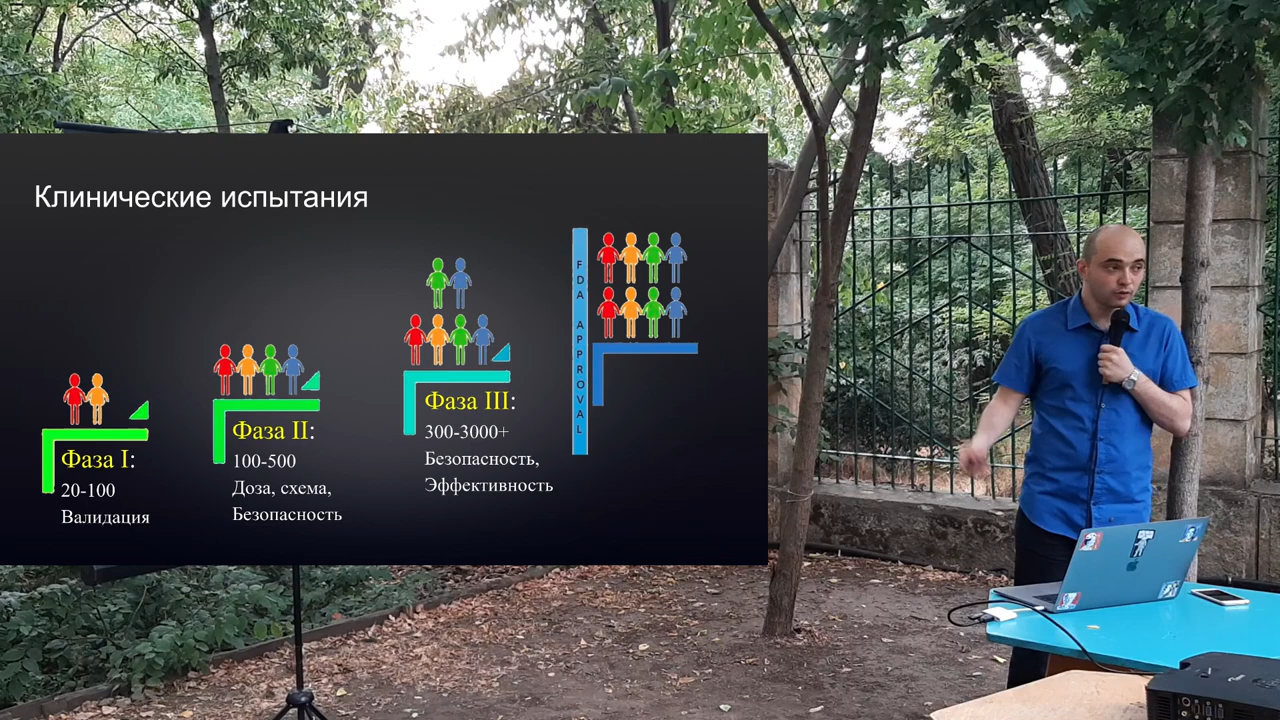 Клинические испытания
Фаза I:
20-100
Валидация
Фаза II:
100-500
Доза, схема,
Безопасность
Фаза III:
300-3000+
Безопасность,
Эффективность
FDA APPROVAL